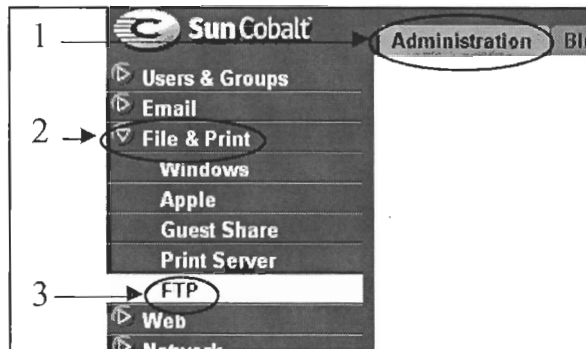 1
Sun Cobalt
Administration
Users & Groups
Email
2
File & Print
Windows
Apple
Guest Share
Print Server
3
FTP
Web
Network